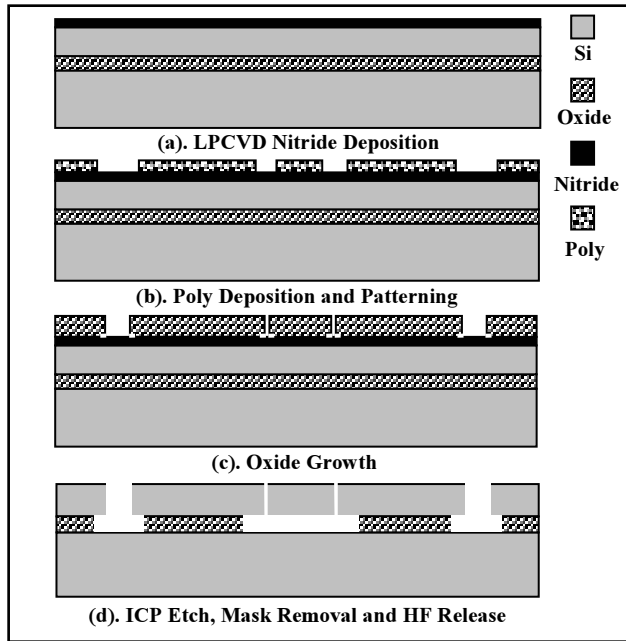 Si
Oxide
(a). LPCVD Nitride Deposition
Nitride
Poly
(b). Poly Deposition and Patterning
(c). Oxide Growth
(d). ICP Etch, Mask Removal and HF Release